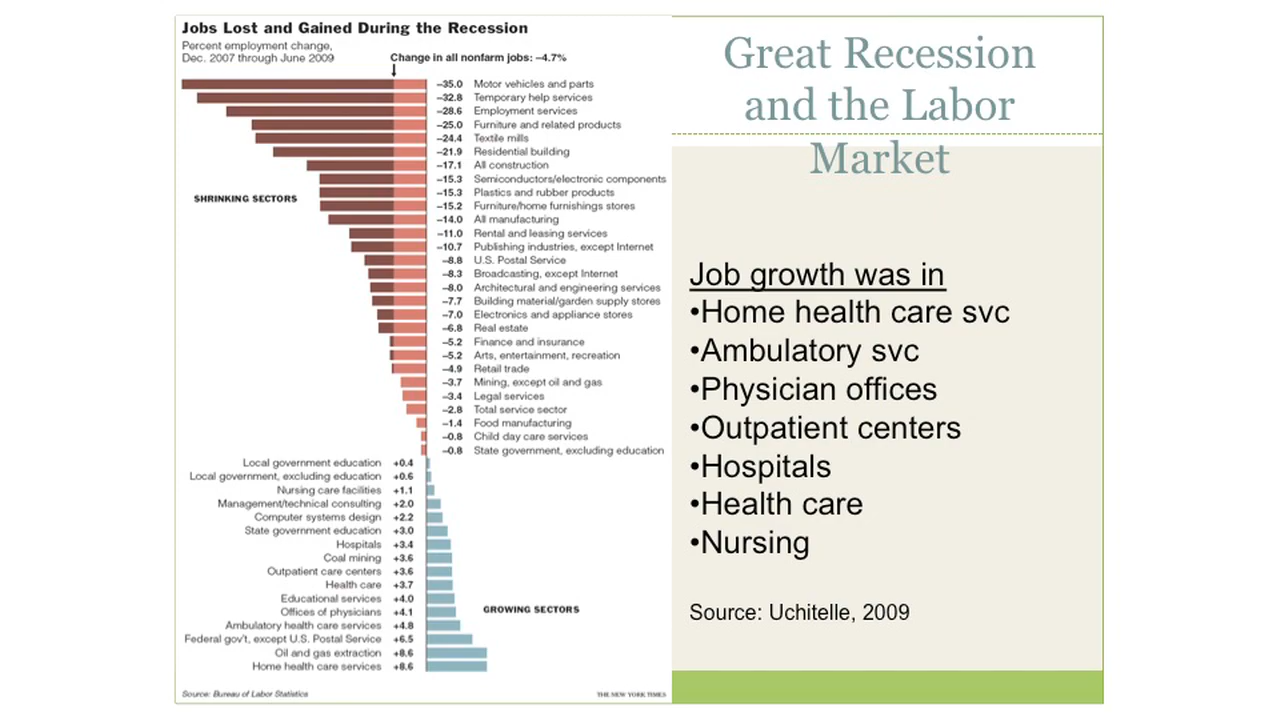 Jobs Lost and Gained During the Recession
Percent employment change,
Dec. 2007 through June 2009
Change in all nonfarm jobs: –4.7%
–35.0 Motor vehicles and parts
–32.8 Temporary help services
–28.6 Employment services
–25.0 Furniture and related products
–24.4 Textile mills
–21.9 Residential building
–17.1 All construction
–15.3 Semiconductors/electronic components
–15.3 Plastics and rubber products
–15.2 Furniture/home furnishings stores
SHRINKING SECTORS
–14.0 All manufacturing
–11.0 Rental and leasing services
–10.7 Publishing industries, except Internet
–8.8 U.S. Postal Service
–8.3 Broadcasting, except Internet
–8.0 Architectural and engineering services
–7.7 Building material/garden supply stores
–7.0 Electronics and appliance stores
–6.8 Real estate
–5.2 Finance and insurance
–5.2 Arts, entertainment, recreation
–4.9 Retail trade
–3.7 Mining, except oil and gas
–3.4 Legal services
–2.8 Total service sector
–1.4 Food manufacturing
–0.8 Child day care services
–0.8 State government, excluding education
Local government education +0.4
Local government, excluding education +0.6
Nursing care facilities +1.1
Management/technical consulting +2.0
Computer systems design +2.2
State government education +3.0
Hospitals +3.4
Coal mining +3.6
Outpatient care centers +3.6
Health care +3.7
Educational services +4.0
Offices of physicians +4.1
GROWING SECTORS
Ambulatory health care services +4.8
Federal gov't, except U.S. Postal Service +6.5
Oil and gas extraction +8.6
Home health care services +8.6
Source: Bureau of Labor Statistics
THE NEW YORK TIMES
Great Recession
and the Labor
Market
Job growth was in
•Home health care svc
•Ambulatory svc
•Physician offices
•Outpatient centers
•Hospitals
•Health care
•Nursing
Source: Uchitelle, 2009